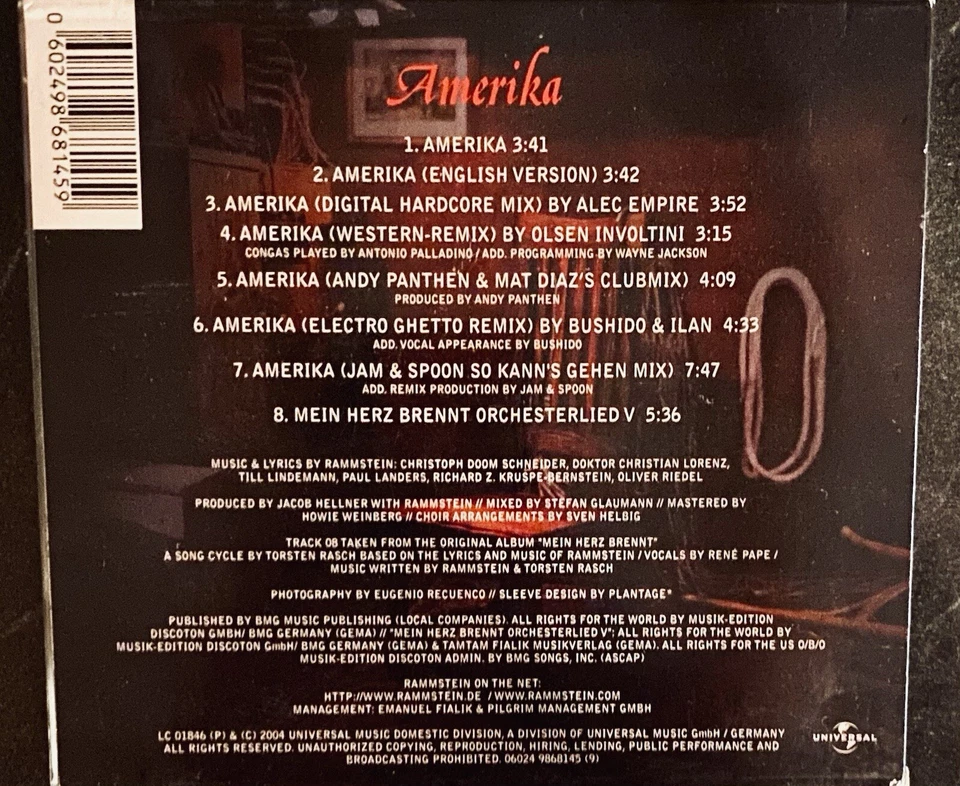 0 602498 681459
Amerika
1. AMERIKA 3:41
2. AMERIKA (ENGLISH VERSION) 3:42
3. AMERIKA (DIGITAL HARDCORE MIX) BY ALEC EMPIRE 3:52
4. AMERIKA (WESTERN-REMIX) BY OLSEN INVOLTINI 3:15
CONGAS PLAYED BY ANTONIO PALLADINO / ADD. PROGRAMMING BY WAYNE JACKSON
5. AMERIKA (ANDY PANTHEN & MAT DIAZ'S CLUBMIX) 4:09
PRODUCED BY ANDY PANTHEN
6. AMERIKA (ELECTRO GHETTO REMIX) BY BUSHIDO & ILAN 4:33
ADD. VOCAL APPEARANCE BY BUSHIDO
7. AMERIKA (JAM & SPOON SO KANN'S GEHEN MIX) 7:47
ADD. REMIX PRODUCTION BY JAM & SPOON
8. MEIN HERZ BRENNT ORCHESTERLIED V 5:36
MUSIC & LYRICS BY RAMMSTEIN: CHRISTOPH DOOM SCHNEIDER, DOKTOR CHRISTIAN LORENZ,
TILL LINDEMANN, PAUL LANDERS, RICHARD Z. KRUSPE-BERNSTEIN, OLIVER RIEDEL
PRODUCED BY JACOB HELLNER WITH RAMMSTEIN // MIXED BY STEFAN GLAUMANN // MASTERED BY
HOWIE WEINBERG // CHOIR ARRANGEMENTS BY SVEN HELBIG
TRACK 08 TAKEN FROM THE ORIGINAL ALBUM "MEIN HERZ BRENNT"
A SONG CYCLE BY TORSTEN RASCH BASED ON THE LYRICS AND MUSIC OF RAMMSTEIN / VOCALS BY RENÉ PAPE /
MUSIC WRITTEN BY RAMMSTEIN & TORSTEN RASCH
PHOTOGRAPHY BY EUGENIO RECUENCO // SLEEVE DESIGN BY PLANTAGE*
PUBLISHED BY BMG MUSIC PUBLISHING (LOCAL COMPANIES). ALL RIGHTS FOR THE WORLD BY MUSIK-EDITION
DISCOTON GMBH/ BMG GERMANY (GEMA) // "MEIN HERZ BRENNT ORCHESTERLIED V": ALL RIGHTS FOR THE WORLD BY
MUSIK-EDITION DISCOTON GmbH/ BMG GERMANY (GEMA) & TAMTAM FIALIK MUSIKVERLAG (GEMA). ALL RIGHTS FOR THE US O/B/O
MUSIK-EDITION DISCOTON ADMIN. BY BMG SONGS, INC. (ASCAP)
RAMMSTEIN ON THE NET:
HTTP://WWW.RAMMSTEIN.DE / WWW.RAMMSTEIN.COM
MANAGEMENT: EMANUEL FIALIK & PILGRIM MANAGEMENT GMBH
LC 01846 (P) & (C) 2004 UNIVERSAL MUSIC DOMESTIC DIVISION, A DIVISION OF UNIVERSAL MUSIC GmbH / GERMANY
ALL RIGHTS RESERVED. UNAUTHORIZED COPYING, REPRODUCTION, HIRING, LENDING, PUBLIC PERFORMANCE AND
BROADCASTING PROHIBITED. 06024 9868145 (9)
UNIVERSAL